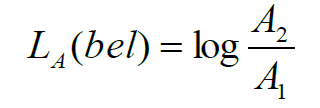 L_A(bel) = log A_2/A_1